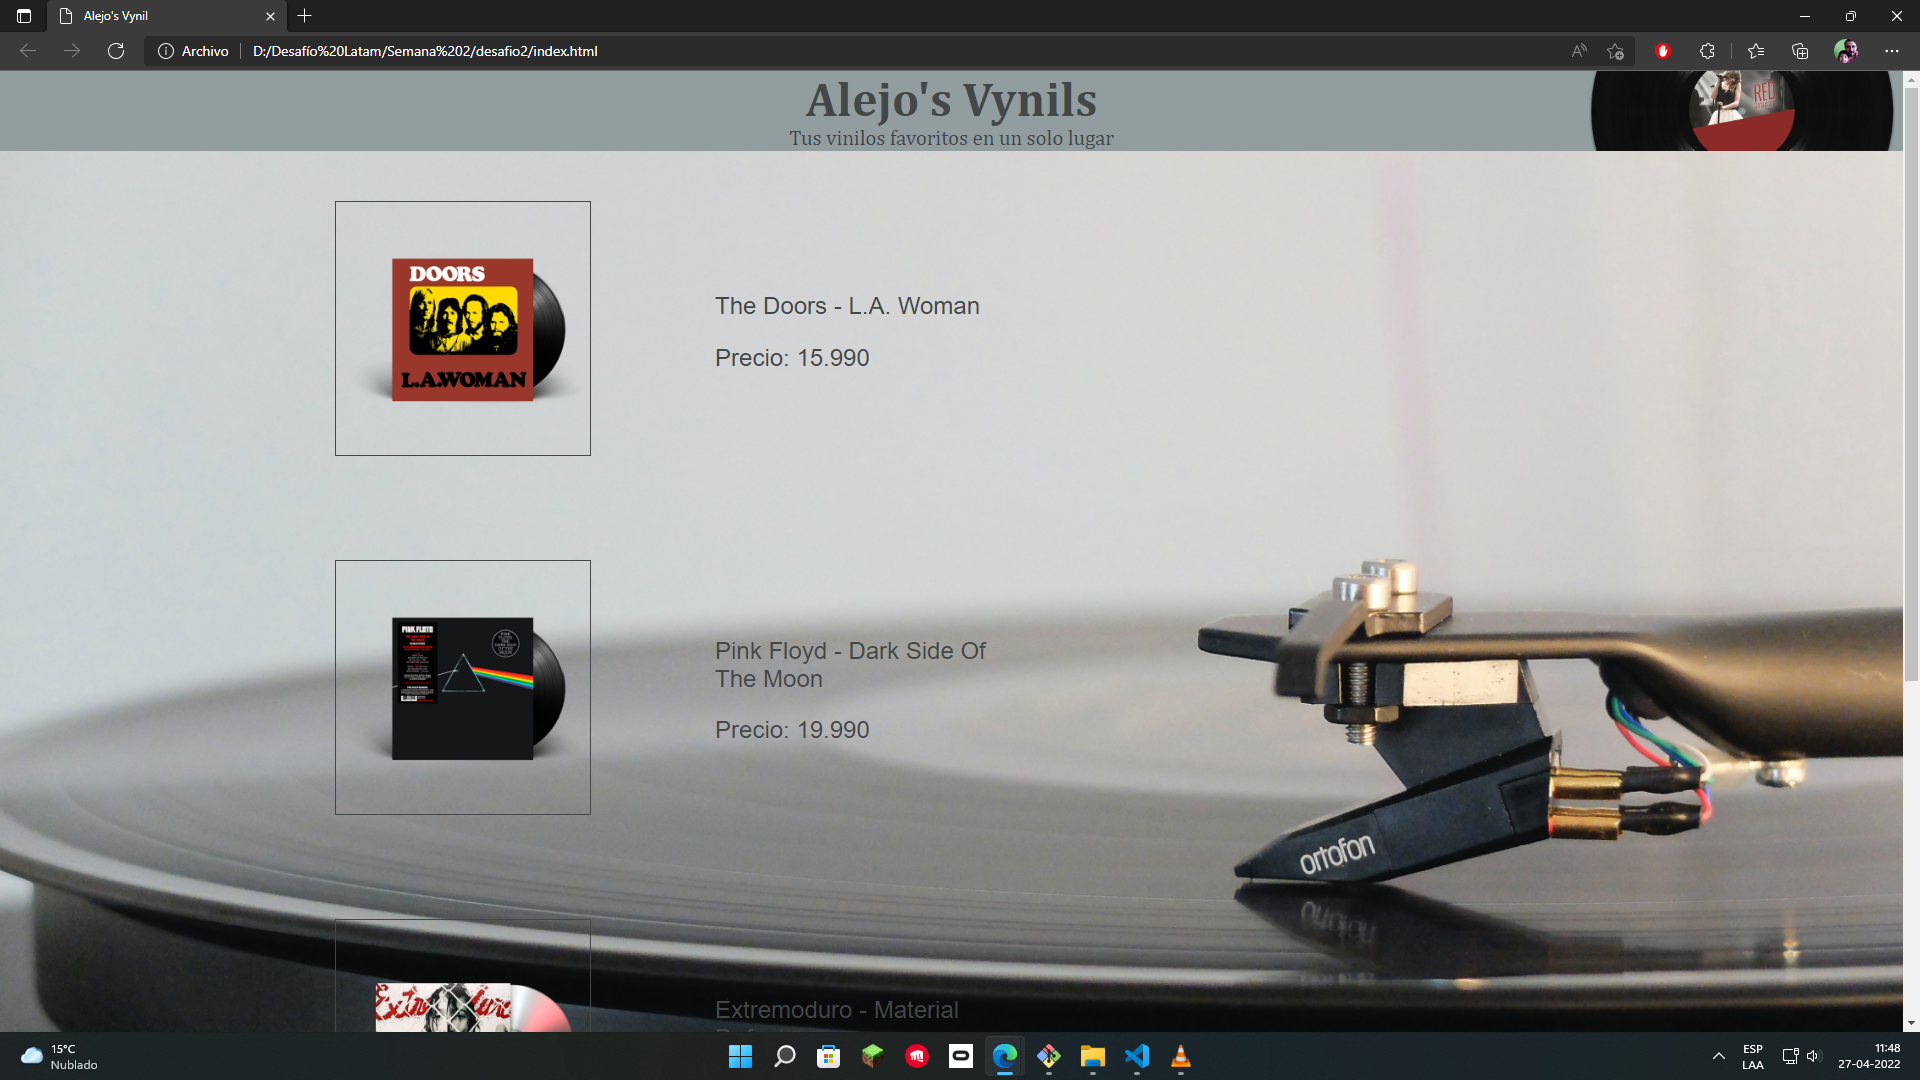 Alejo's Vynil
Archivo
D:/Desafío%20Latam/Semana%202/desafio2/index.html
Alejo's Vynils
Tus vinilos favoritos en un solo lugar
RED
DOORS
L.A.WOMAN
The Doors - L.A. Woman
Precio: 15.990
PINK FLOYD
Pink Floyd - Dark Side Of
The Moon
Precio: 19.990
ortofon
Extremoduro
Extremoduro - Material
15°C
Nublado
ESP
LAA
11:48
27-04-2022